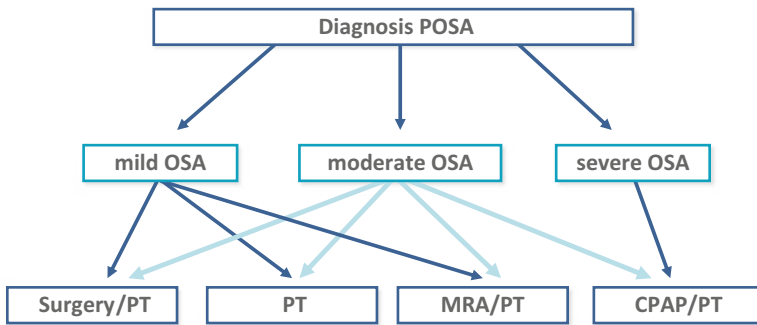 Diagnosis POSA
mild OSA
moderate OSA
severe OSA
Surgery/PT
PT
MRA/PT
CPAP/PT